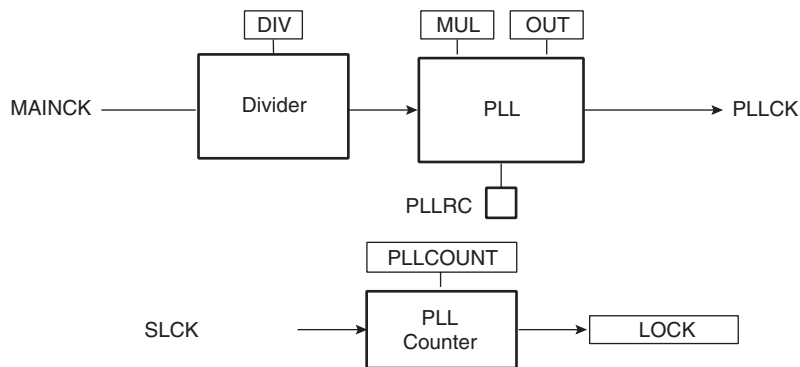 DIV
MUL
OUT
MAINCK
Divider
PLL
PLLCK
PLLRC
PLLCOUNT
SLCK
PLL
Counter
LOCK